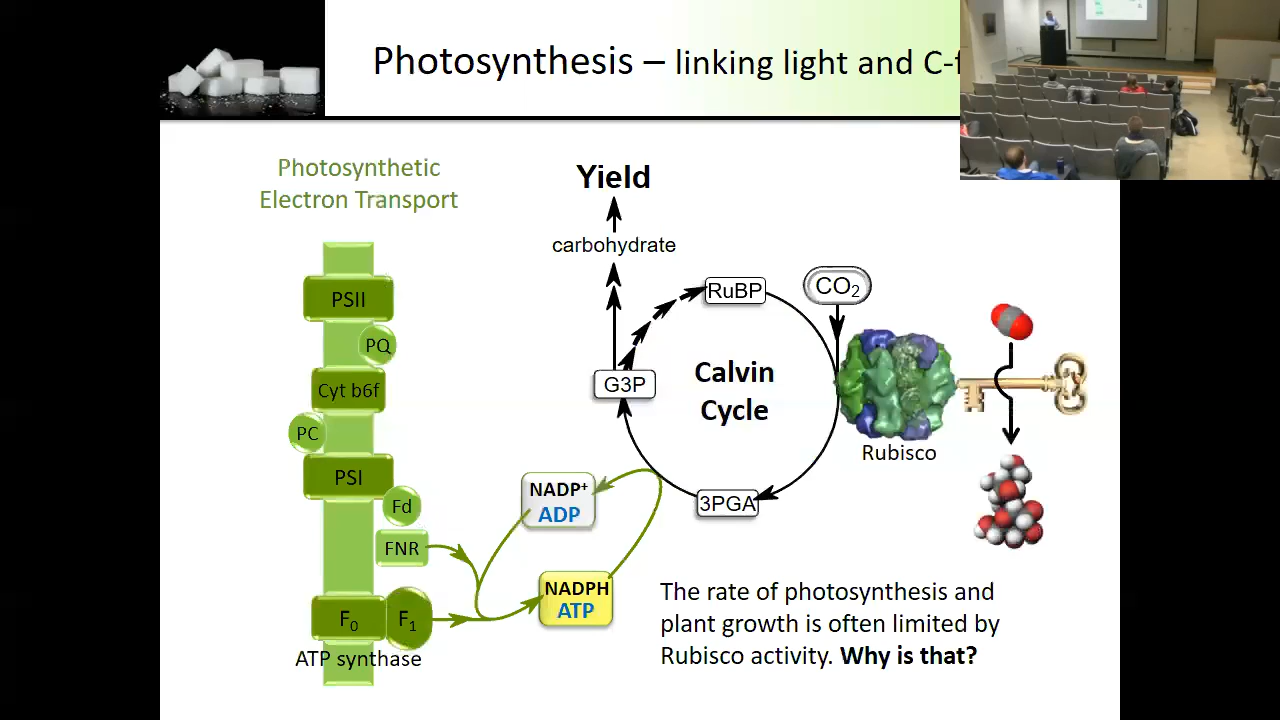 Photosynthesis – linking light and C-f
Photosynthetic
Electron Transport
Yield
carbohydrate
RuBP
CO₂
PSII
PQ
Cyt b6f
G3P
Calvin
Cycle
PC
Rubisco
PSI
NADP⁺
ADP
3PGA
Fd
FNR
NADPH
ATP
F₀
F₁
ATP synthase
The rate of photosynthesis and
plant growth is often limited by
Rubisco activity. Why is that?